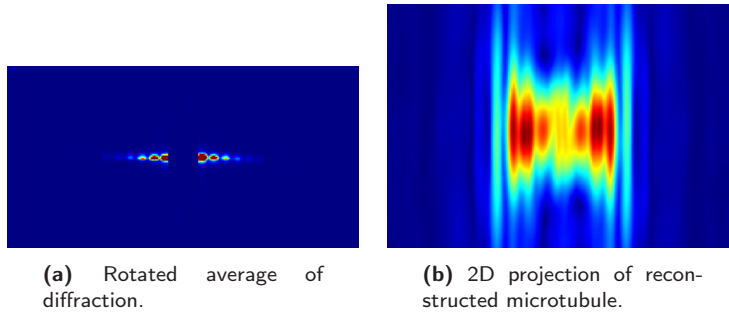 (a) Rotated average of
diffraction.
(b) 2D projection of recon-
structed microtubule.